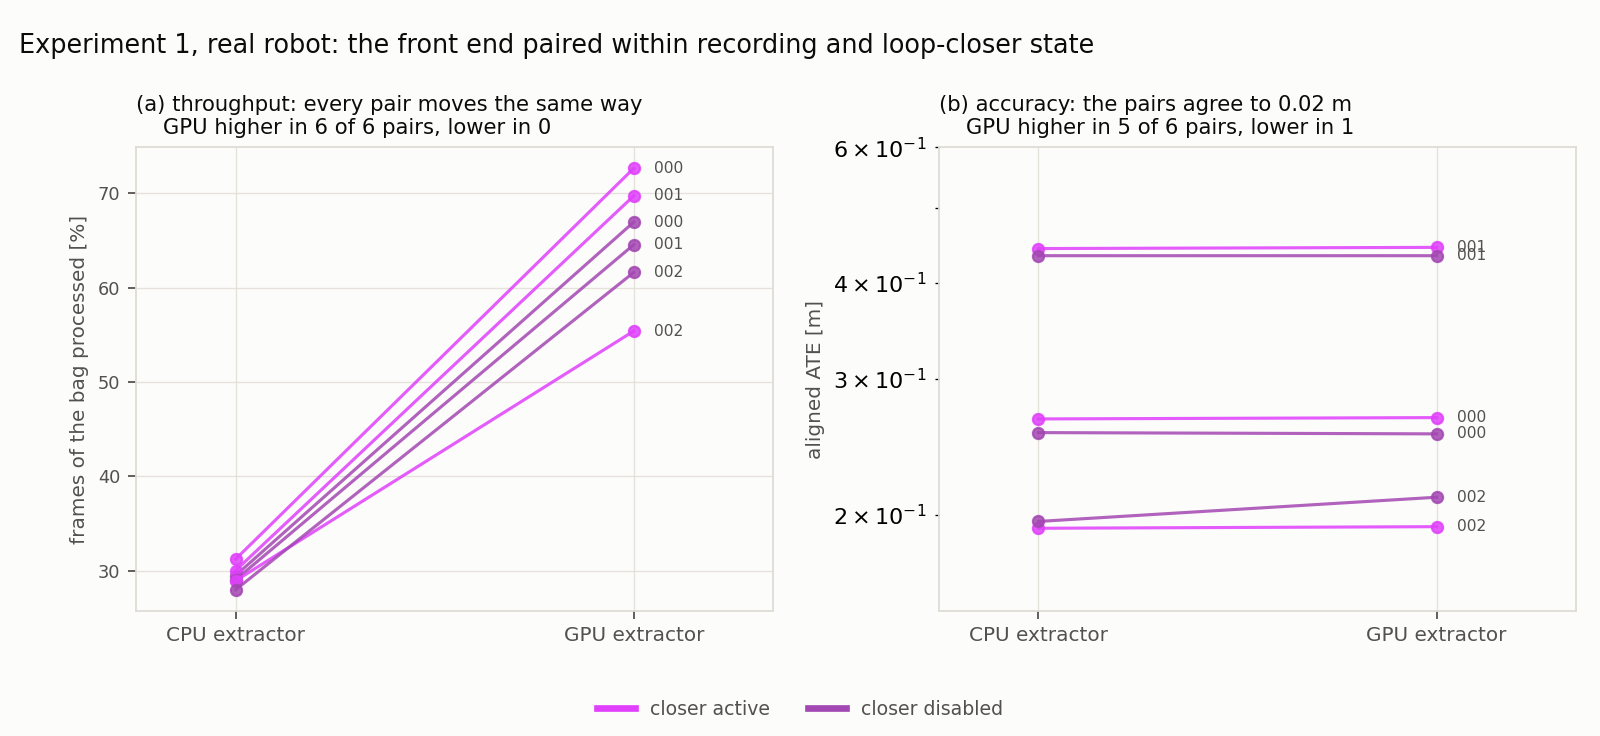 Experiment 1, real robot: the front end paired within recording and loop-closer state
(a) throughput: every pair moves the same way
GPU higher in 6 of 6 pairs, lower in 0
frames of the bag processed [%]
70
60
50
40
30
000
001
000
001
002
002
CPU extractor
GPU extractor
(b) accuracy: the pairs agree to 0.02 m
GPU higher in 5 of 6 pairs, lower in 1
aligned ATE [m]
6 × 10⁻¹
4 × 10⁻¹
3 × 10⁻¹
2 × 10⁻¹
001
001
000
000
002
002
CPU extractor
GPU extractor
closer active
closer disabled